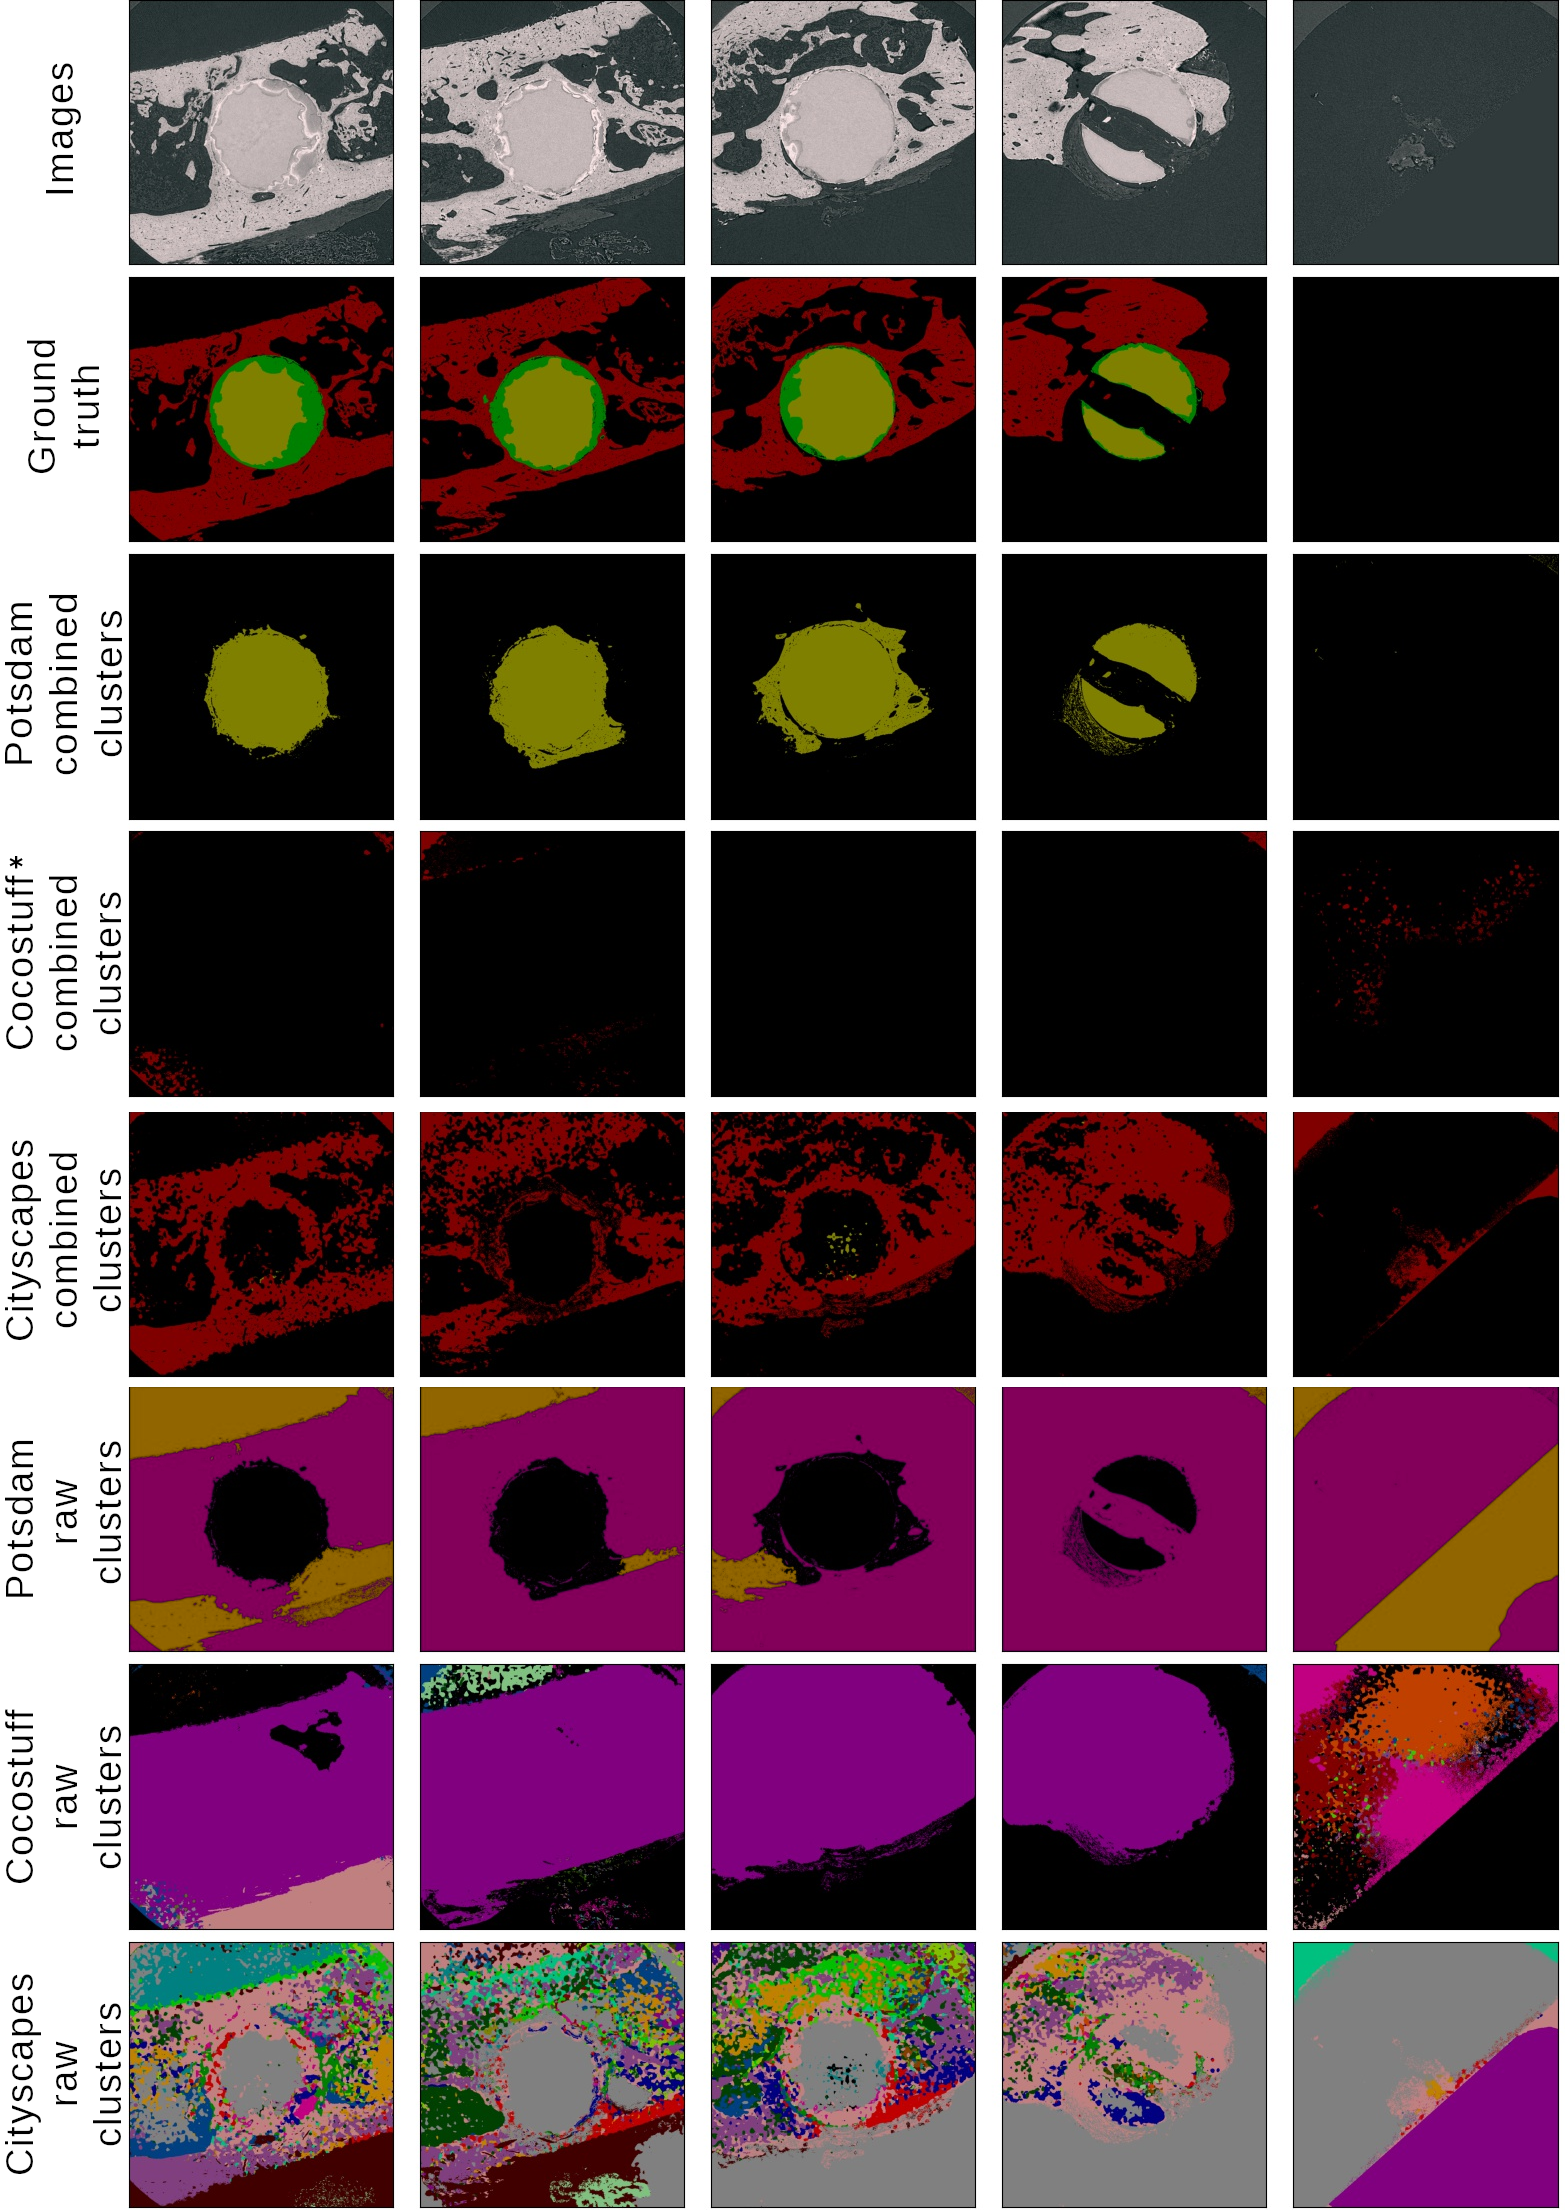 Images
Ground
truth
Potsdam
combined
clusters
Cocostuff*
combined
clusters
Cityscapes
combined
clusters
Potsdam
raw
clusters
Cocostuff
raw
clusters
Cityscapes
raw
clusters